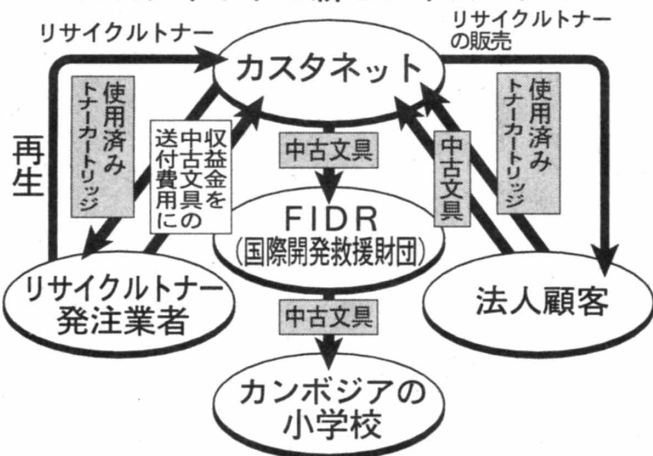 リサイクルトナー
カスタネット
リサイクルトナー
の販売
再生
使用済み
トナーカートリッジ
収益金を
中古文具の
送付費用に
中古文具
中古文具
使用済み
トナーカートリッジ
FIDR
(国際開発救援財団)
リサイクルトナー
発注業者
法人顧客
中古文具
カンボジアの
小学校